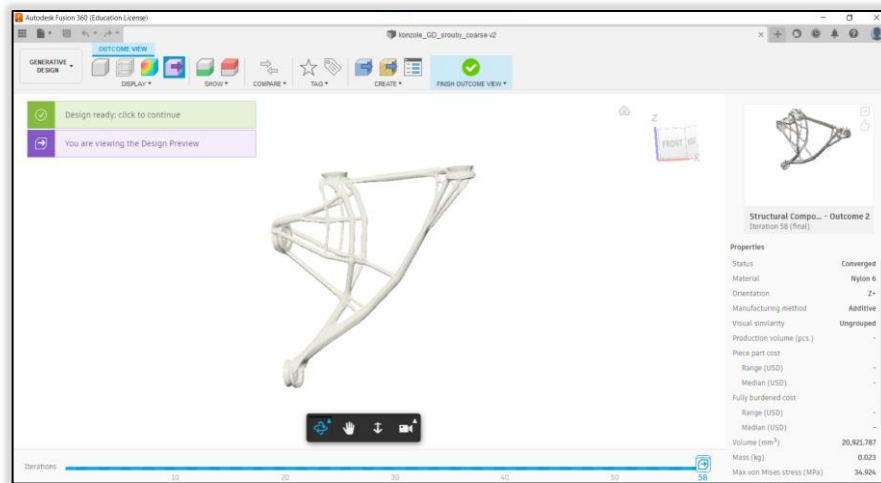 Autodesk Fusion 360 (Education License)
konzole_GD_srouby_coarse v2
OUTCOME VIEW
GENERATIVE DESIGN
DISPLAY
SHOW
COMPARE
TAG
CREATE
FINISH OUTCOME VIEW
Design ready: click to continue
You are viewing the Design Preview
Z
FRONT
X
Structural Compo... - Outcome 2
Iteration 58 (final)
Properties
Status Converged
Material Nylon 6
Orientation Z+
Manufacturing method Additive
Visual similarity Ungrouped
Production volume (pcs.) -
Piece part cost
Range (USD) -
Median (USD) -
Fully burdened cost
Range (USD) -
Median (USD) -
Volume (mm³) 20,921.787
Mass (kg) 0.023
Max von Mises stress (MPa) 34.924
Iterations
10 20 30 40 50 58